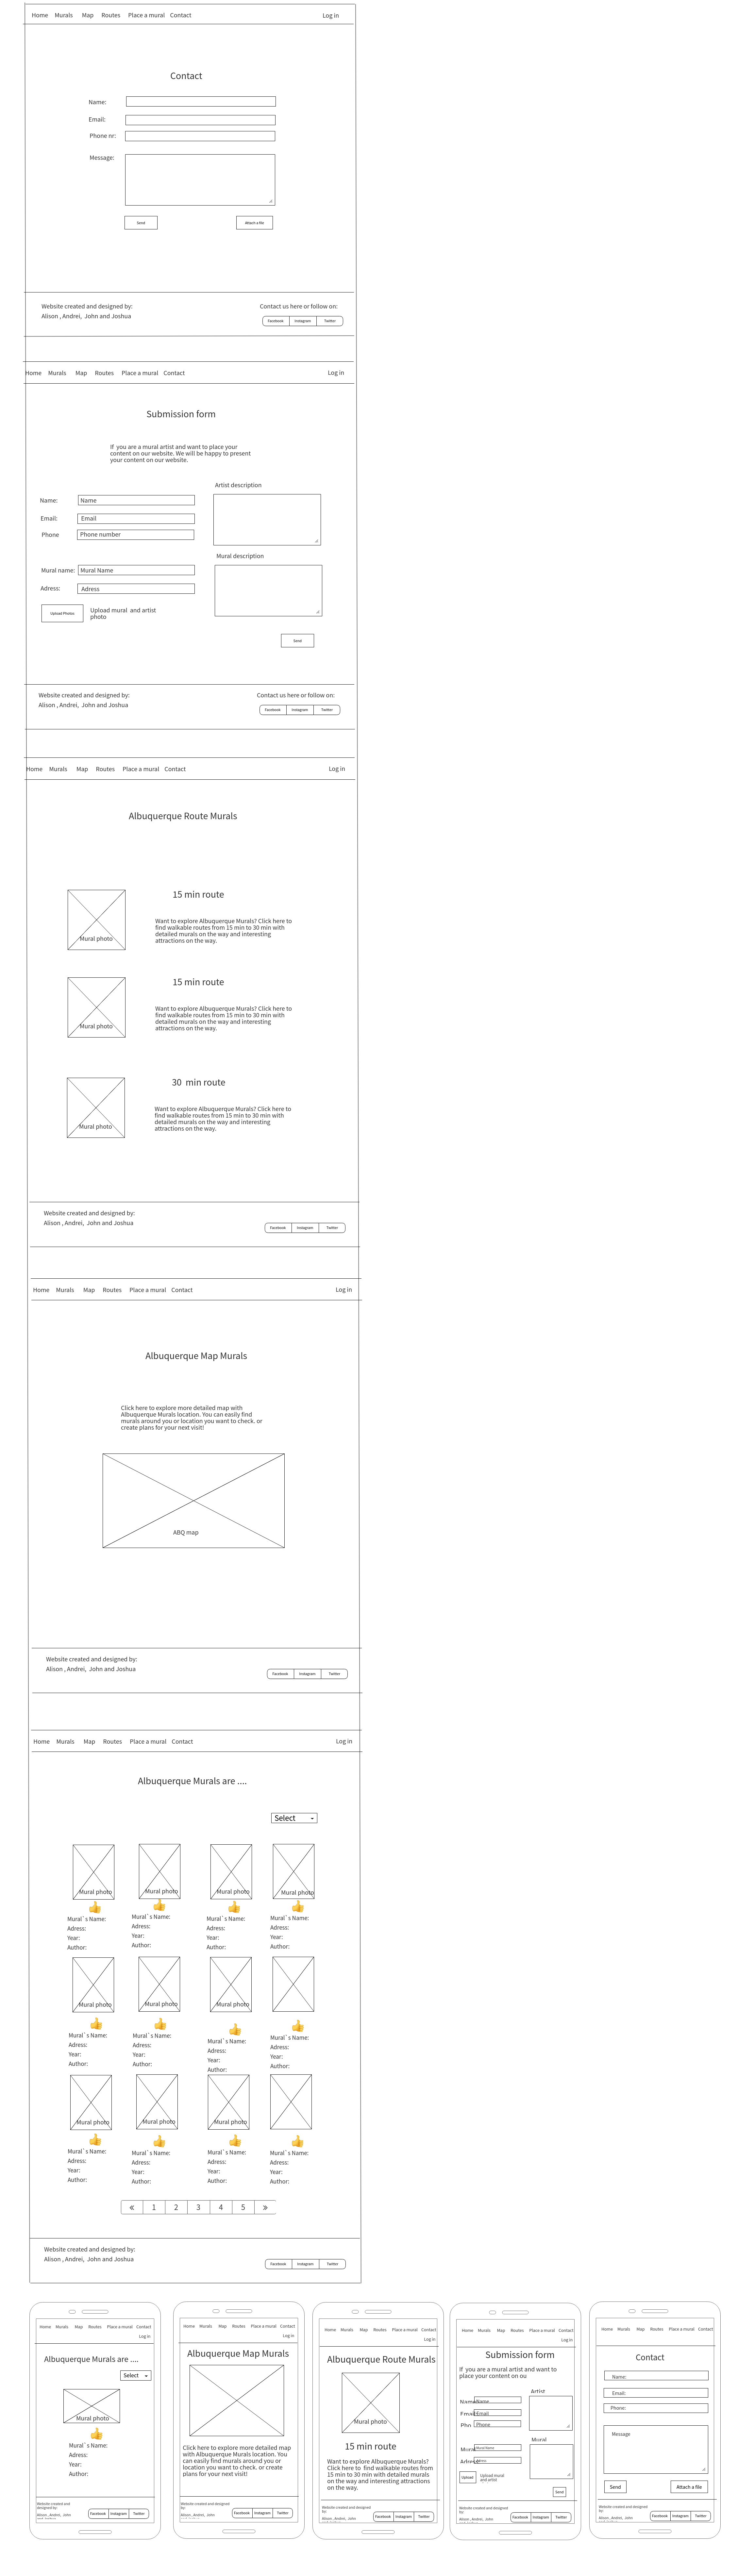 Home Murals Map Routes Place a mural Contact Log in
Contact
Name:
Email:
Phone nr:
Message:
Send Attach a file
Website created and designed by: Contact us here or follow on:
Alison , Andrei, John and Joshua
Facebook Instagram Twitter
Home Murals Map Routes Place a mural Contact Log in
Submission form
If you are a mural artist and want to place your
content on our website. We will be happy to present
your content on our website.
Artist description
Name: Name
Email: Email
Phone Phone number
Mural description
Mural name: Mural Name
Adress: Adress
Upload Photos Upload mural and artist
photo
Send
Website created and designed by: Contact us here or follow on:
Alison , Andrei, John and Joshua
Facebook Instagram Twitter
Home Murals Map Routes Place a mural Contact Log in
Albuquerque Route Murals
15 min route
Want to explore Albuquerque Murals? Click here to
find walkable routes from 15 min to 30 min with
detailed murals on the way and interesting
attractions on the way.
Mural photo
15 min route
Want to explore Albuquerque Murals? Click here to
find walkable routes from 15 min to 30 min with
detailed murals on the way and interesting
attractions on the way.
Mural photo
30 min route
Want to explore Albuquerque Murals? Click here to
find walkable routes from 15 min to 30 min with
detailed murals on the way and interesting
attractions on the way.
Mural photo
Website created and designed by:
Alison , Andrei, John and Joshua
Facebook Instagram Twitter
Home Murals Map Routes Place a mural Contact Log in
Albuquerque Map Murals
Click here to explore more detailed map with
Albuquerque Murals location. You can easily find
murals around you or location you want to check. or
create plans for your next visit!
ABQ map
Website created and designed by:
Alison , Andrei, John and Joshua
Facebook Instagram Twitter
Home Murals Map Routes Place a mural Contact Log in
Albuquerque Murals are ....
Select
Mural photo Mural photo Mural photo Mural photo
Mural`s Name: Mural`s Name: Mural`s Name: Mural`s Name:
Adress: Adress: Adress: Adress:
Year: Year: Year: Year:
Author: Author: Author: Author:
Mural photo Mural photo Mural photo
Mural`s Name: Mural`s Name: Mural`s Name: Mural`s Name:
Adress: Adress: Adress: Adress:
Year: Year: Year: Year:
Author: Author: Author: Author:
Mural photo Mural photo Mural photo
Mural`s Name: Mural`s Name: Mural`s Name: Mural`s Name:
Adress: Adress: Adress: Adress:
Year: Year: Year: Year:
Author: Author: Author: Author:
« 1 2 3 4 5 »
Website created and designed by:
Alison , Andrei, John and Joshua
Facebook Instagram Twitter
Home Murals Map Routes Place a mural Contact
Log in
Albuquerque Murals are ....
Select
Mural photo
Mural`s Name:
Adress:
Year:
Author:
Website created and
designed by:
Alison , Andrei, John
Facebook Instagram Twitter
Home Murals Map Routes Place a mural Contact
Log in
Albuquerque Map Murals
Click here to explore more detailed map
with Albuquerque Murals location. You
can easily find murals around you or
location you want to check. or create
plans for your next visit!
Website created and designed
by:
Alison , Andrei, John
Facebook Instagram Twitter
Home Murals Map Routes Place a mural Contact
Log in
Albuquerque Route Murals
Mural photo
15 min route
Want to explore Albuquerque Murals?
Click here to find walkable routes from
15 min to 30 min with detailed murals
on the way and interesting attractions
on the way.
Website created and designed
by:
Alison , Andrei, John
Facebook Instagram Twitter
Home Murals Map Routes Place a mural Contact
Log in
Submission form
If you are a mural artist and want to
place your content on ou
Artist
Name Name
Email Email
Pho Phone
Mural
Mural Mural Name
Adress
Upload Upload mural
and artist
Send
Website created and designed
by:
Alison , Andrei, John
Facebook Instagram Twitter
Home Murals Map Routes Place a mural Contact
Contact
Name:
Email:
Phone:
Message
Send Attach a file
Website created and designed
by:
Alison , Andrei, John
Facebook Instagram Twitter